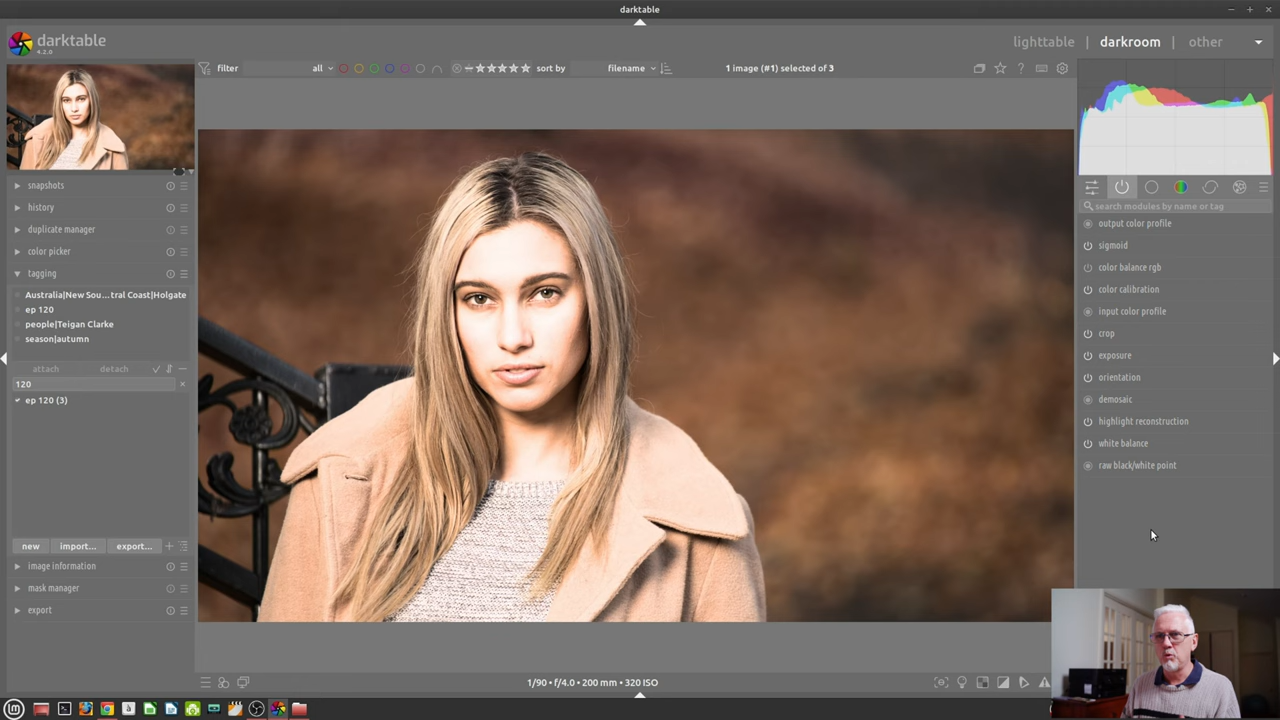 darktable
darktable
4.2.0
lighttable | darkroom | other
filter
all
sort by
filename
1 image (#1) selected of 3
snapshots
history
duplicate manager
color picker
tagging
Australia|New Sou...tral Coast|Holgate
ep 120
people|Teigan Clarke
season|autumn
attach
detach
120
ep 120 (3)
new
import...
export...
image information
mask manager
export
search modules by name or tag
output color profile
sigmoid
color balance rgb
color calibration
input color profile
crop
exposure
orientation
demosaic
highlight reconstruction
white balance
raw black/white point
1/90 • f/4.0 • 200 mm • 320 ISO